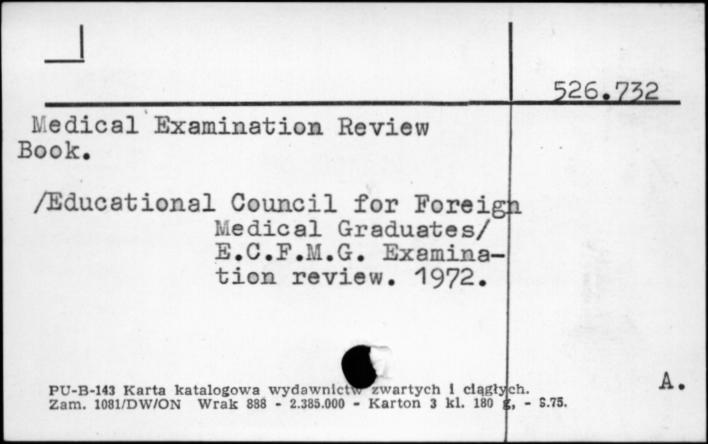 526.732
Medical Examination Review
Book.
/Educational Council for Foreign
Medical Graduates/
E.C.F.M.G. Examina-
tion review. 1972.
A.
PU-B-143 Karta katalogowa wydawnictw zwartych i ciągłych.
Zam. 1081/DW/ON Wrak 888 - 2.385.000 - Karton 3 kl. 180 g, - S.75.